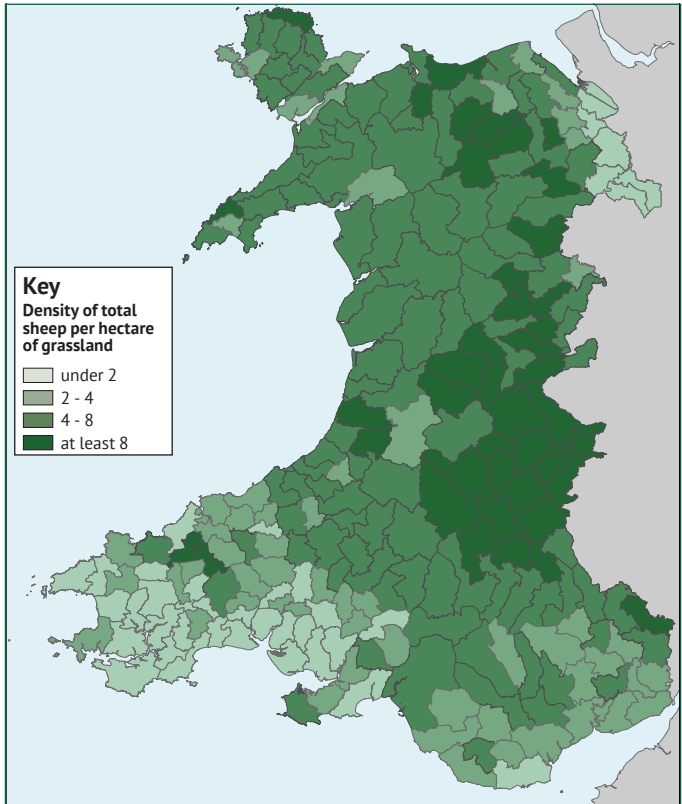 Key
Density of total
sheep per hectare
of grassland
under 2
2 - 4
4 - 8
at least 8